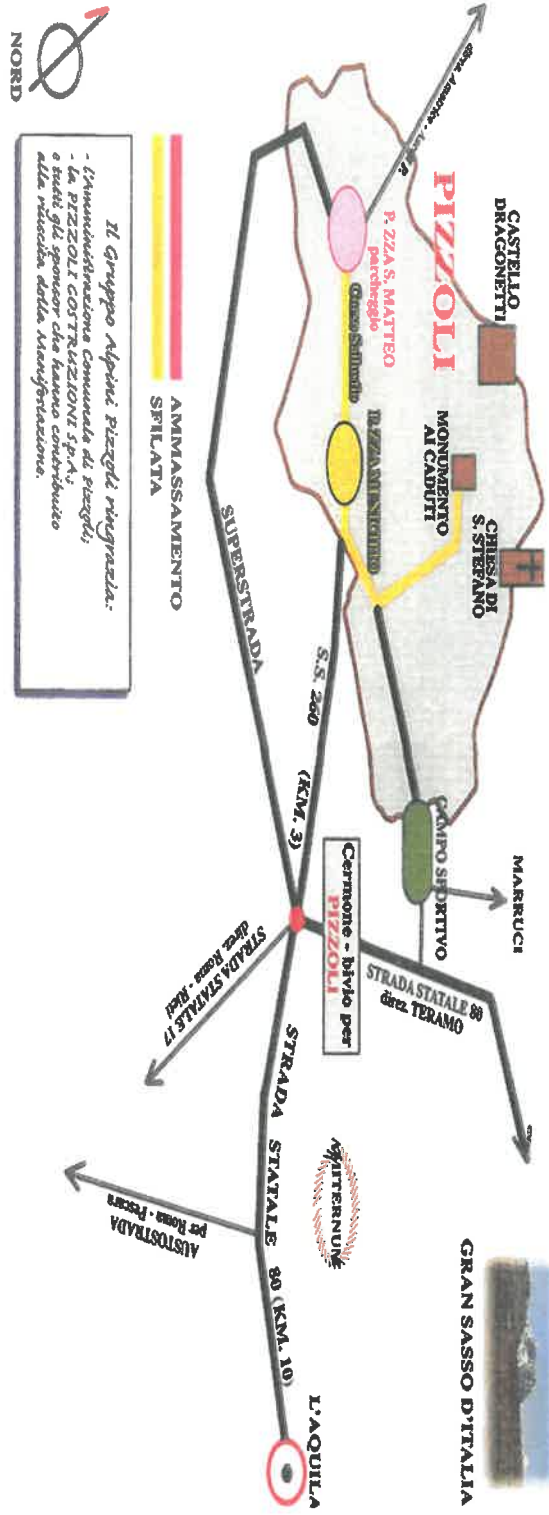 GRAN SASSO D'ITALIA
CASTELLO
DRAGONETTI
CHIESA DI
S. STEFANO
MARRUCI
PIZZOLI
MONUMENTO
AI CADUTI
P. ZZA S. MATTEO
parcheggio
P. ZZA MUNICIPIO
CAMPO SPORTIVO
STRADA STATALE 80
direz. TERAMO
AMITERNUM
L'AQUILA
Cermone - bivio per
PIZZOLI
S.S. 260 (KM. 3)
SUPERSTRADA
STRADA STATALE 80 (KM. 10)
STRADA STATALE 17
direz. Roma - Rieti
AUSTOSTRADA
per Roma - Pescara
AMMASSAMENTO
SFILATA
NORD
Il Gruppo Alpini Pizzoli ringrazia:
- l'Amministrazione Comunale di Pizzoli;
- la PIZZOLI COSTRUZIONI S.p.A;
e tutti gli sponsor che hanno contribuito
alla riuscita della Manifestazione.